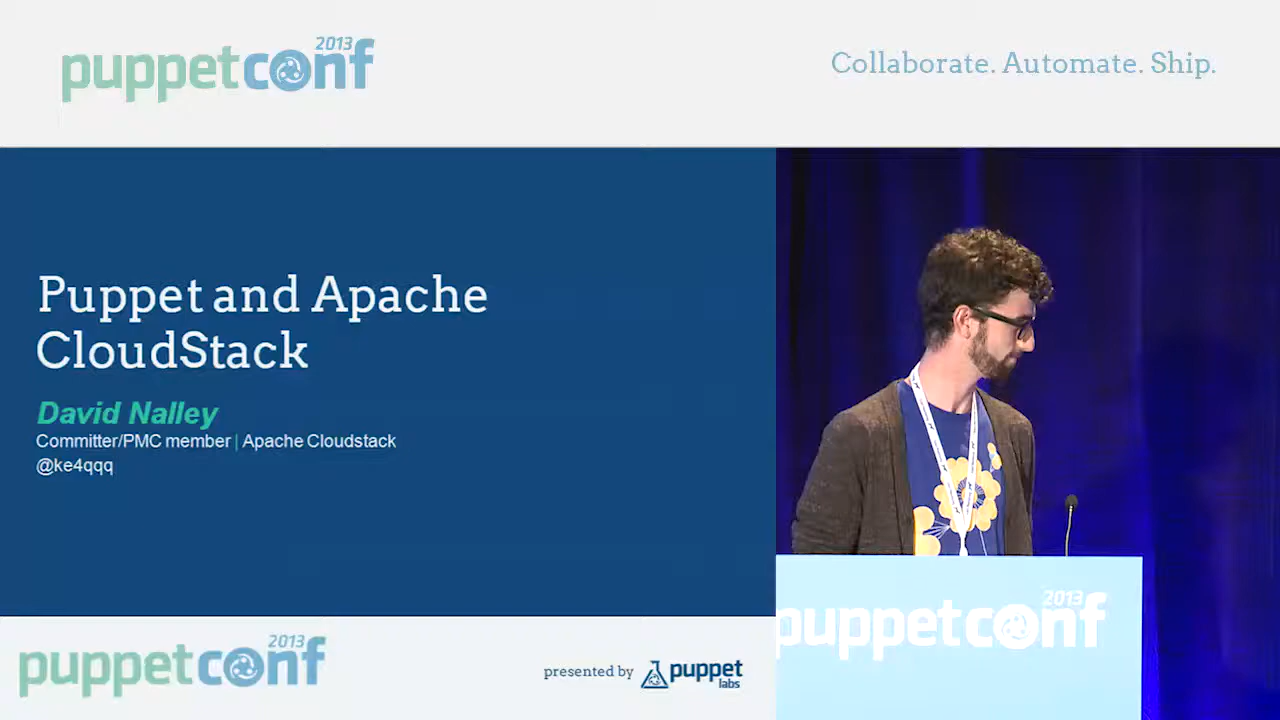 puppetconf 2013
Collaborate. Automate. Ship.
Puppet and Apache
CloudStack
David Nalley
Committer/PMC member | Apache Cloudstack
@ke4qqq
puppetconf 2013
presented by puppet labs
puppetconf 2013